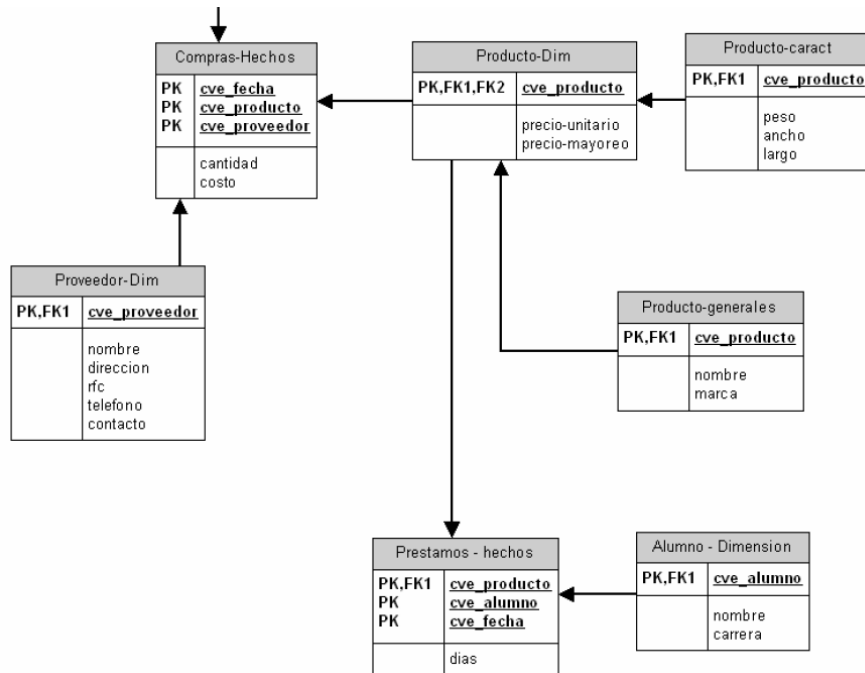 Compras-Hechos
PK cve_fecha
PK cve_producto
PK cve_proveedor
cantidad
costo
Producto-Dim
PK,FK1,FK2 cve_producto
precio-unitario
precio-mayoreo
Producto-caract
PK,FK1 cve_producto
peso
ancho
largo
Proveedor-Dim
PK,FK1 cve_proveedor
nombre
direccion
rfc
telefono
contacto
Producto-generales
PK,FK1 cve_producto
nombre
marca
Prestamos - hechos
PK,FK1 cve_producto
PK cve_alumno
PK cve_fecha
dias
Alumno - Dimension
PK,FK1 cve_alumno
nombre
carrera